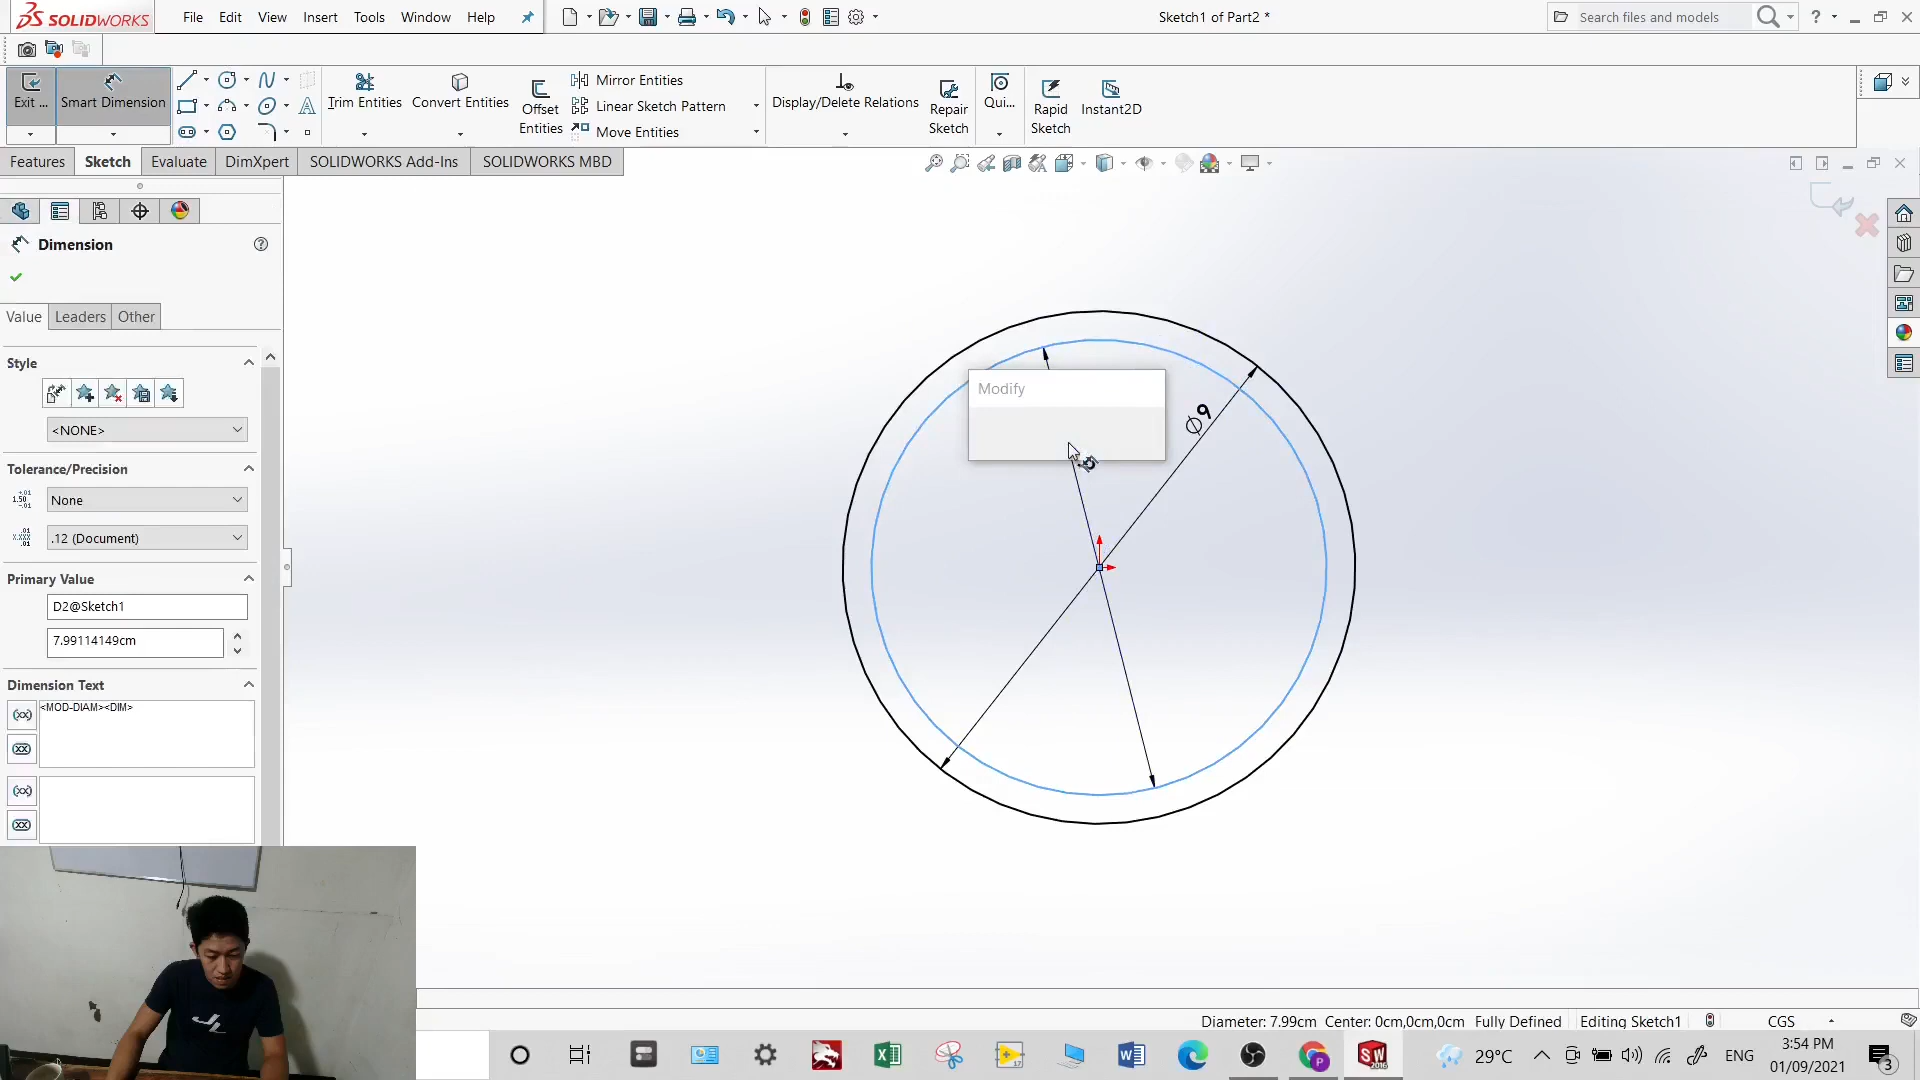 SOLIDWORKS
File Edit View Insert Tools Window Help
Sketch1 of Part2 *
Search files and models
Exit ...
Smart Dimension
Trim Entities
Convert Entities
Offset Entities
Mirror Entities
Linear Sketch Pattern
Move Entities
Display/Delete Relations
Repair Sketch
Qui...
Rapid Sketch
Instant2D
Features Sketch Evaluate DimXpert SOLIDWORKS Add-Ins SOLIDWORKS MBD
Dimension
Value Leaders Other
Style
<NONE>
Tolerance/Precision
None
.12 (Document)
Primary Value
D2@Sketch1
7.99114149cm
Dimension Text
<MOD-DIAM><DIM>
Modify
∅9
Diameter: 7.99cm Center: 0cm,0cm,0cm Fully Defined Editing Sketch1 CGS
29°C
ENG
3:54 PM
01/09/2021
3